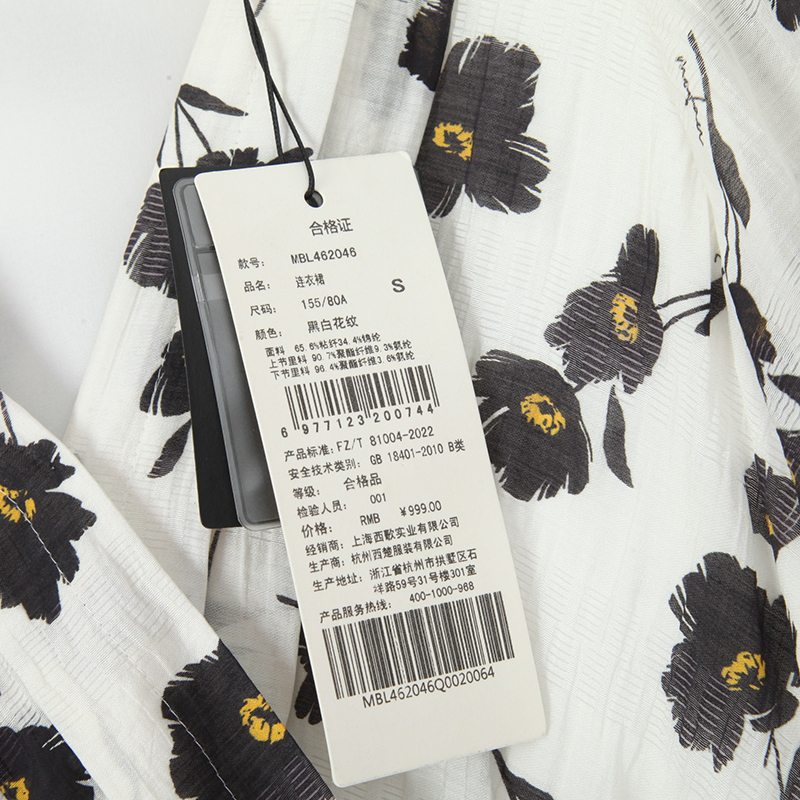 合格证
款号: MBL462046
品名: 连衣裙
尺码: 155/80A S
颜色: 黑白花纹
面料 65.6%粘纤34.4%锦纶
上节里料 90.7%聚酯纤维9.3%氨纶
下节里料 96.4%聚酯纤维3.6%氨纶
6 977123 200744
产品标准: FZ/T 81004-2022
安全技术类别: GB 18401-2010 B类
等级: 合格品
检验人员: 001
价格: RMB ¥999.00
经销商: 上海西歌实业有限公司
生产商: 杭州西楚服装有限公司
生产地址: 浙江省杭州市拱墅区石
祥路59号31号楼301室
产品服务热线: 400-1000-968
MBL462046Q0020064